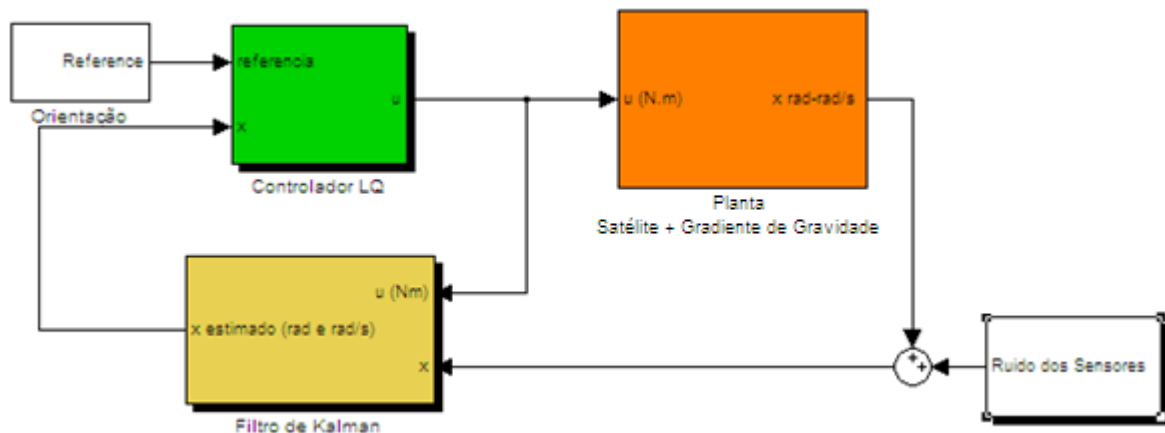 Reference
Orientação
referencia
u
x
Controlador LQ
u (N.m)
x rad-rad/s
Planta
Satélite + Gradiente de Gravidade
u (Nm)
x estimado (rad e rad/s)
x
Filtro de Kalman
+
+
Ruido dos Sensores